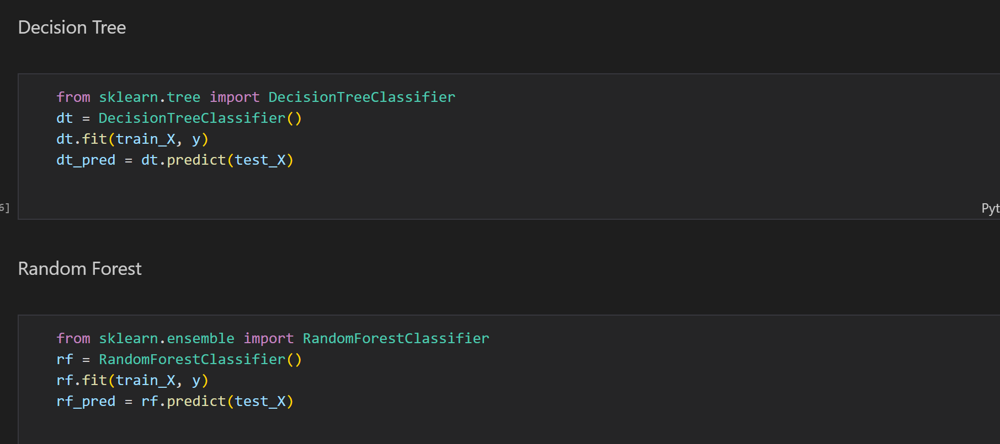 Decision Tree
from sklearn.tree import DecisionTreeClassifier
dt = DecisionTreeClassifier()
dt.fit(train_X, y)
dt_pred = dt.predict(test_X)
6]
Pyt
Random Forest
from sklearn.ensemble import RandomForestClassifier
rf = RandomForestClassifier()
rf.fit(train_X, y)
rf_pred = rf.predict(test_X)